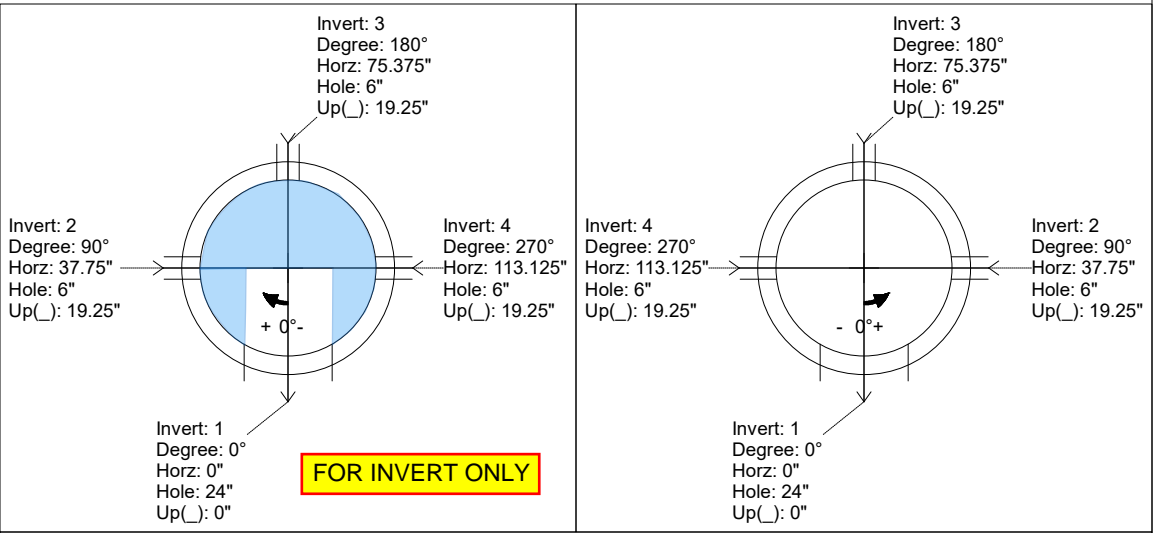 Invert: 3
Degree: 180°
Horz: 75.375"
Hole: 6"
Up(_): 19.25"
Invert: 2
Degree: 90°
Horz: 37.75"
Hole: 6"
Up(_): 19.25"
Invert: 4
Degree: 270°
Horz: 113.125"
Hole: 6"
Up(_): 19.25"
+ 0°-
Invert: 1
Degree: 0°
Horz: 0"
Hole: 24"
Up(_): 0"
FOR INVERT ONLY
Invert: 3
Degree: 180°
Horz: 75.375"
Hole: 6"
Up(_): 19.25"
Invert: 4
Degree: 270°
Horz: 113.125"
Hole: 6"
Up(_): 19.25"
Invert: 2
Degree: 90°
Horz: 37.75"
Hole: 6"
Up(_): 19.25"
- 0°+
Invert: 1
Degree: 0°
Horz: 0"
Hole: 24"
Up(_): 0"